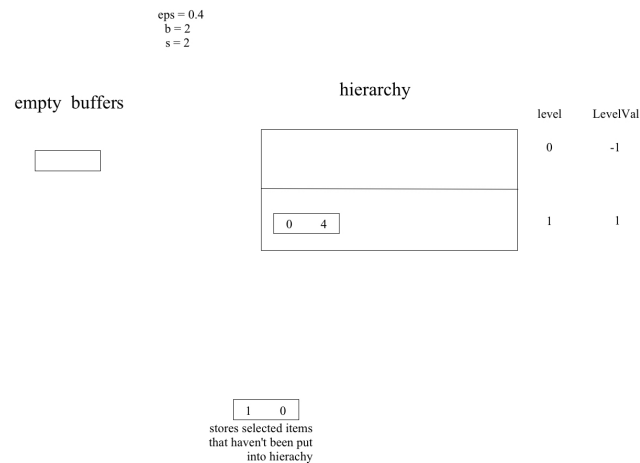 eps = 0.4
b = 2
s = 2
hierarchy
empty buffers
level LevelVal
0 -1
0 4 1 1
1 0
stores selected items
that haven't been put
into hierachy